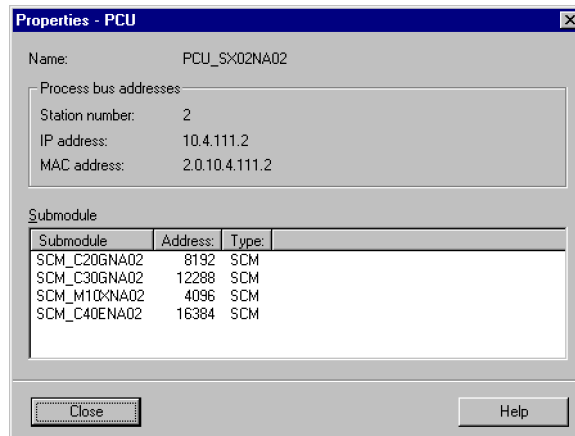 Properties - PCU
Name: PCU_SX02NA02
Process bus addresses
Station number: 2
IP address: 10.4.111.2
MAC address: 2.0.10.4.111.2
Submodule
Submodule Address: Type:
SCM_C20GNA02 8192 SCM
SCM_C30GNA02 12288 SCM
SCM_M10XNA02 4096 SCM
SCM_C40ENA02 16384 SCM
Close Help